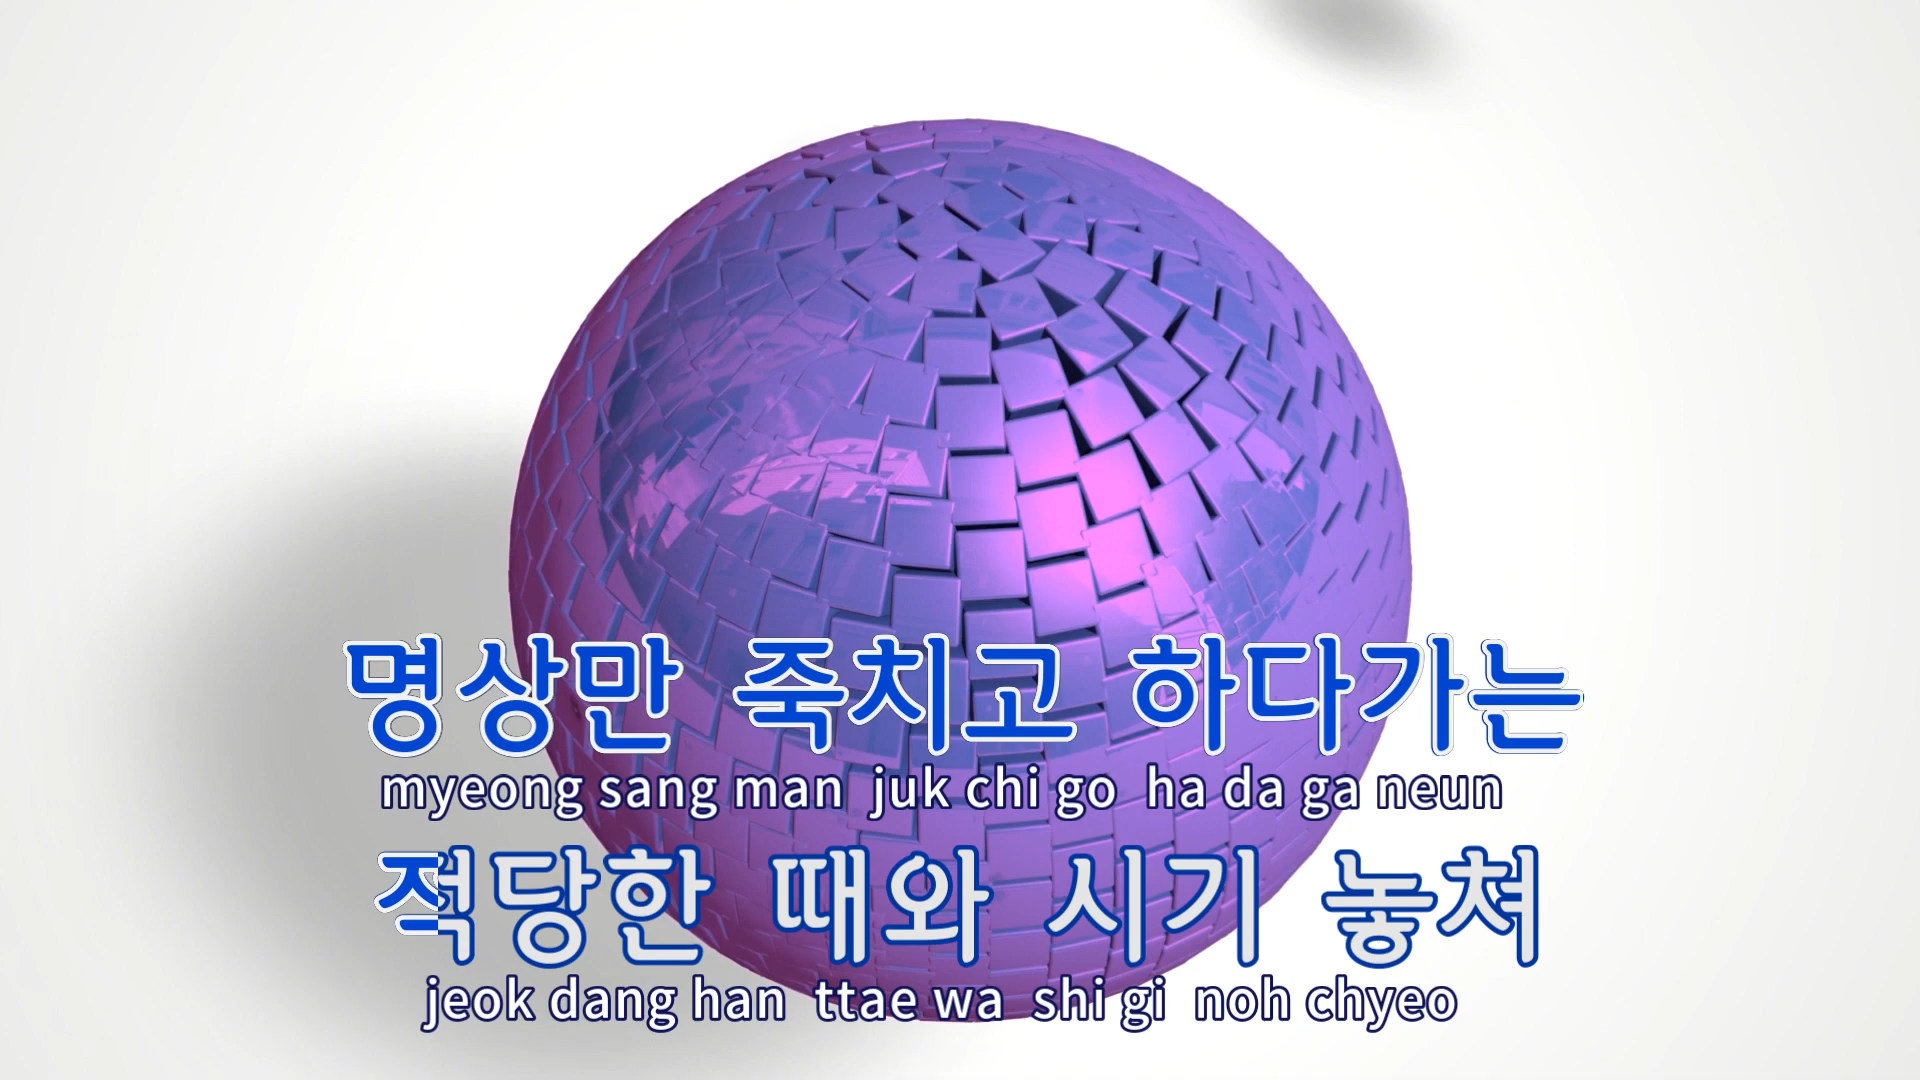 명상만 죽치고 하다가는
myeong sang man juk chi go ha da ga neun
적당한 때와 시기 놓쳐
jeok dang han ttae wa shi gi noh chyeo